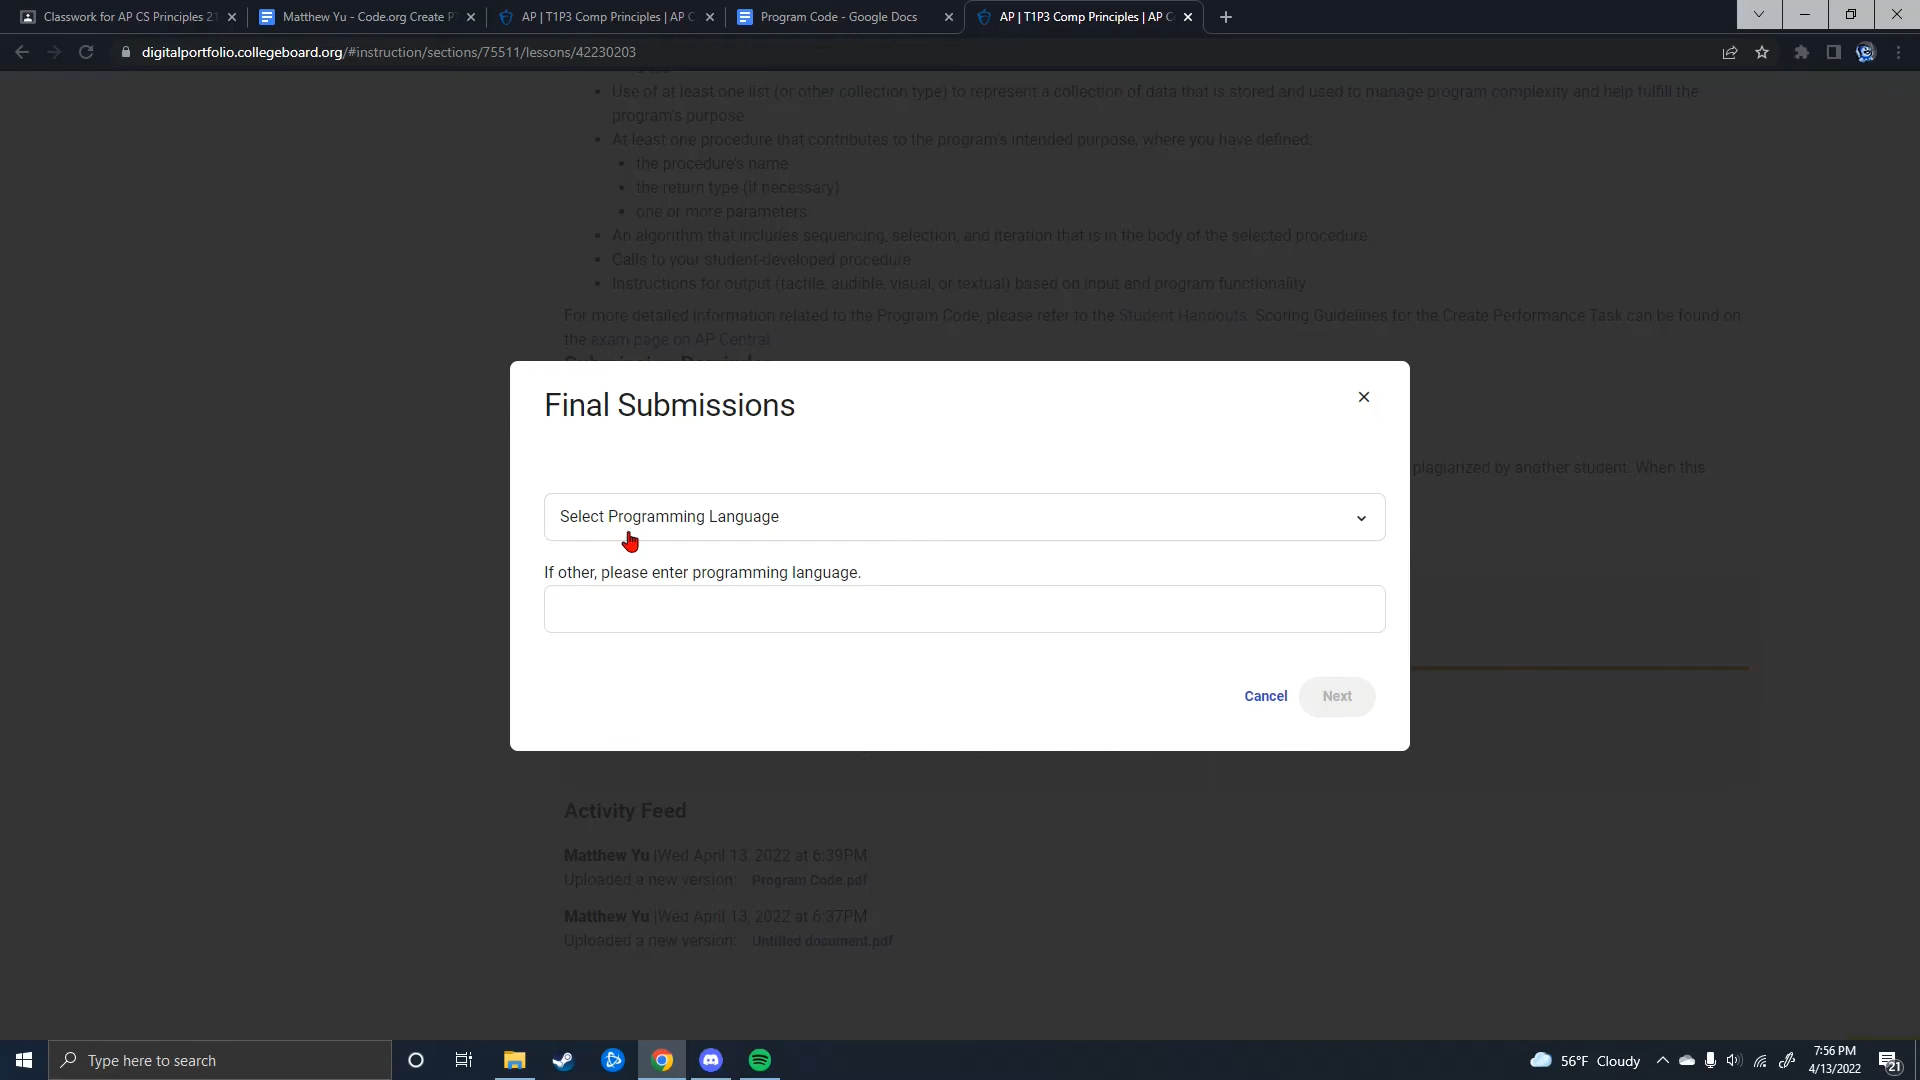 Classwork for AP CS Principles 21
Matthew Yu - Code.org Create P
AP | T1P3 Comp Principles | AP C
Program Code - Google Docs
AP | T1P3 Comp Principles | AP C
digitalportfolio.collegeboard.org/#instruction/sections/75511/lessons/42230203
Use of at least one list (or other collection type) to represent a collection of data that is stored and used to manage program complexity and help fulfill the
program's purpose
At least one procedure that contributes to the program's intended purpose, where you have defined:
the procedure's name
the return type (if necessary)
one or more parameters
An algorithm that includes sequencing, selection, and iteration that is in the body of the selected procedure
Calls to your student-developed procedure
Instructions for output (tactile, audible, visual, or textual) based on input and program functionality
For more detailed information related to the Program Code, please refer to the Student Handouts. Scoring Guidelines for the Create Performance Task can be found on
the exam page on AP Central.
Submission Reminder
Final Submissions
plagiarized by another student. When this
Select Programming Language
If other, please enter programming language.
Cancel
Next
Activity Feed
Matthew Yu |Wed April 13, 2022 at 6:39PM
Uploaded a new version: Program Code.pdf
Matthew Yu |Wed April 13, 2022 at 6:37PM
Uploaded a new version: Untitled document.pdf
Type here to search
56°F Cloudy
7:56 PM
4/13/2022
21